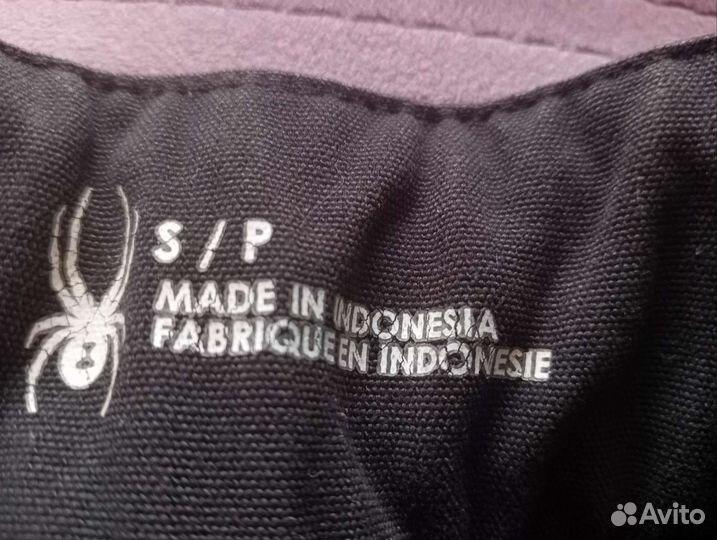 S / P
MADE IN INDONESIA
FABRIQUE EN INDONESIE
Avito